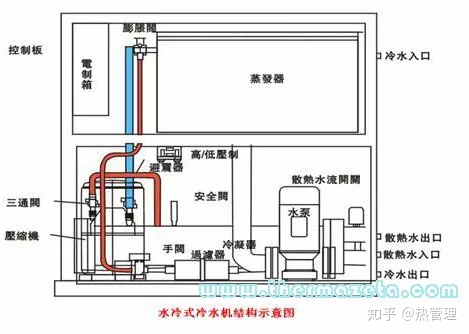 膨脹閥
控制板
電制箱
蒸發器
冷水入口
高/低壓制
避震器
散熱水流開關
三通閥
安全閥
水泵
壓縮機
手閥
過濾器
冷凝器
散熱水出口
散熱水入口
冷水出口
www.thermazeta.com
水冷式冷水机结构示意图
知乎 @热管理